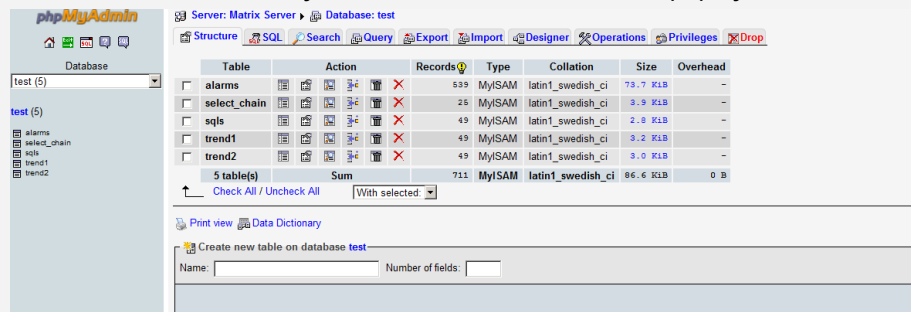 phpMyAdmin
Database
test (5)
test (5)
alarms
select_chain
sqls
trend1
trend2
Server: Matrix Server ▸ Database: test
Structure SQL Search Query Export Import Designer Operations Privileges Drop
Table Action Records Type Collation Size Overhead
alarms 539 MyISAM latin1_swedish_ci 73.7 KiB -
select_chain 25 MyISAM latin1_swedish_ci 3.9 KiB -
sqls 49 MyISAM latin1_swedish_ci 2.8 KiB -
trend1 49 MyISAM latin1_swedish_ci 3.2 KiB -
trend2 49 MyISAM latin1_swedish_ci 3.0 KiB -
5 table(s) Sum 711 MyISAM latin1_swedish_ci 86.6 KiB 0 B
Check All / Uncheck All With selected:
Print view Data Dictionary
Create new table on database test
Name: Number of fields: